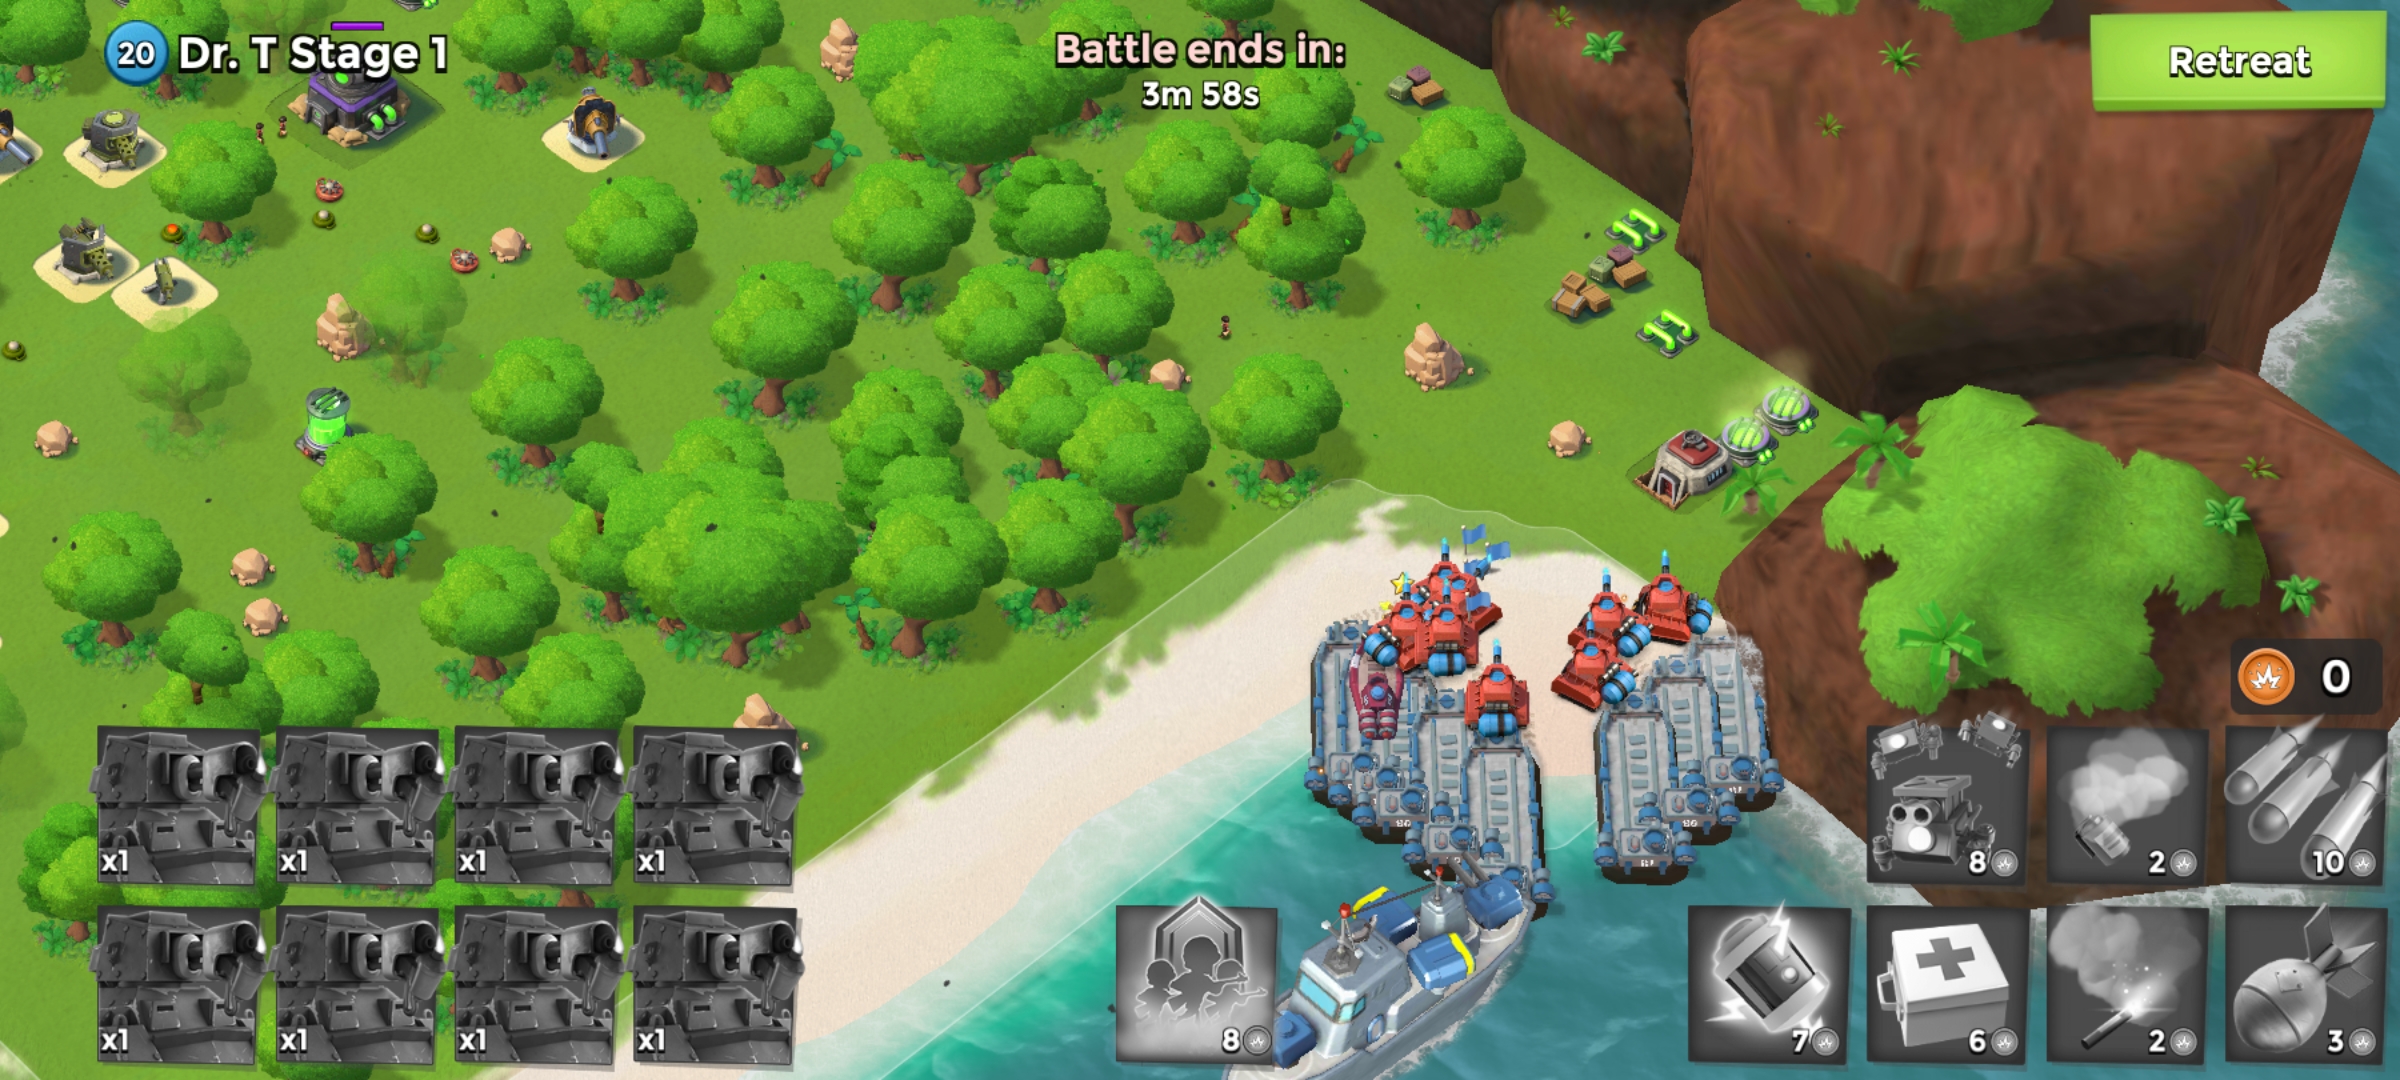 20 Dr. T Stage 1
Battle ends in:
3m 58s
Retreat
0
x1 x1 x1 x1
8 2 10
x1 x1 x1 x1
8 7 6 2 3